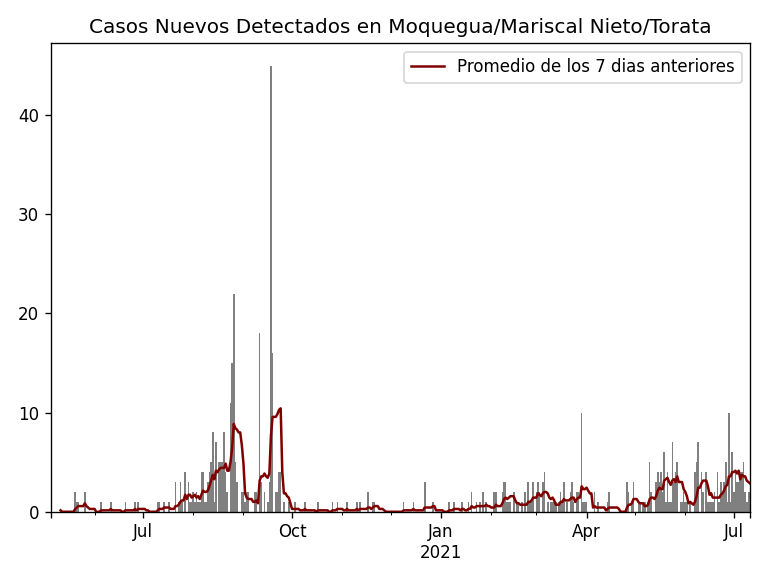 Casos Nuevos Detectados en Moquegua/Mariscal Nieto/Torata
Promedio de los 7 dias anteriores
40
30
20
10
0
Jul Oct Jan Apr Jul
2021